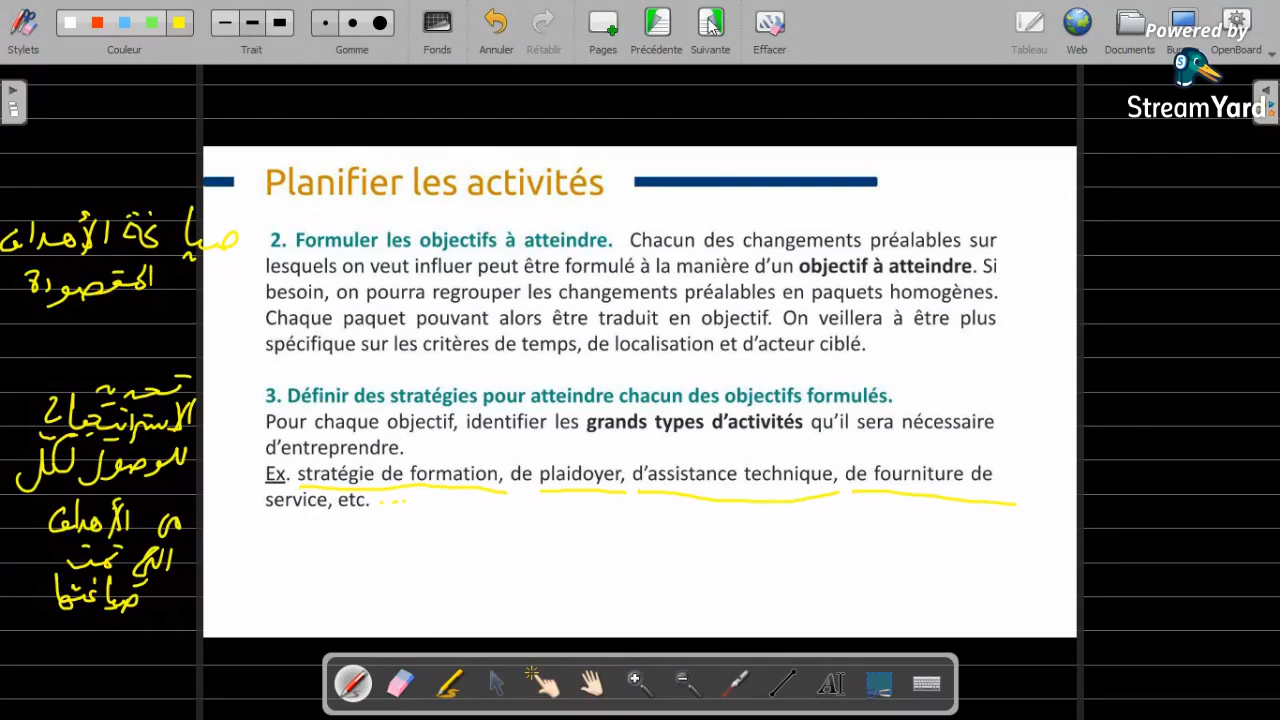 Stylets
Couleur
Trait
Gomme
Fonds
Annuler
Rétablir
Pages
Précédente
Suivante
Effacer
Tableau
Web
Documents
OpenBoard
Powered by
StreamYard
Planifier les activités
2. Formuler les objectifs à atteindre. Chacun des changements préalables sur
lesquels on veut influer peut être formulé à la manière d’un objectif à atteindre. Si
besoin, on pourra regrouper les changements préalables en paquets homogènes.
Chaque paquet pouvant alors être traduit en objectif. On veillera à être plus
spécifique sur les critères de temps, de localisation et d’acteur ciblé.
3. Définir des stratégies pour atteindre chacun des objectifs formulés.
Pour chaque objectif, identifier les grands types d’activités qu’il sera nécessaire
d’entreprendre.
Ex. stratégie de formation, de plaidoyer, d’assistance technique, de fourniture de
service, etc. ...
صياغة الأهداف
المقصودة
تحديد
الاستراتيجيات
للوصول لكل
من الأهداف
التي تمت
صياغتها
AI